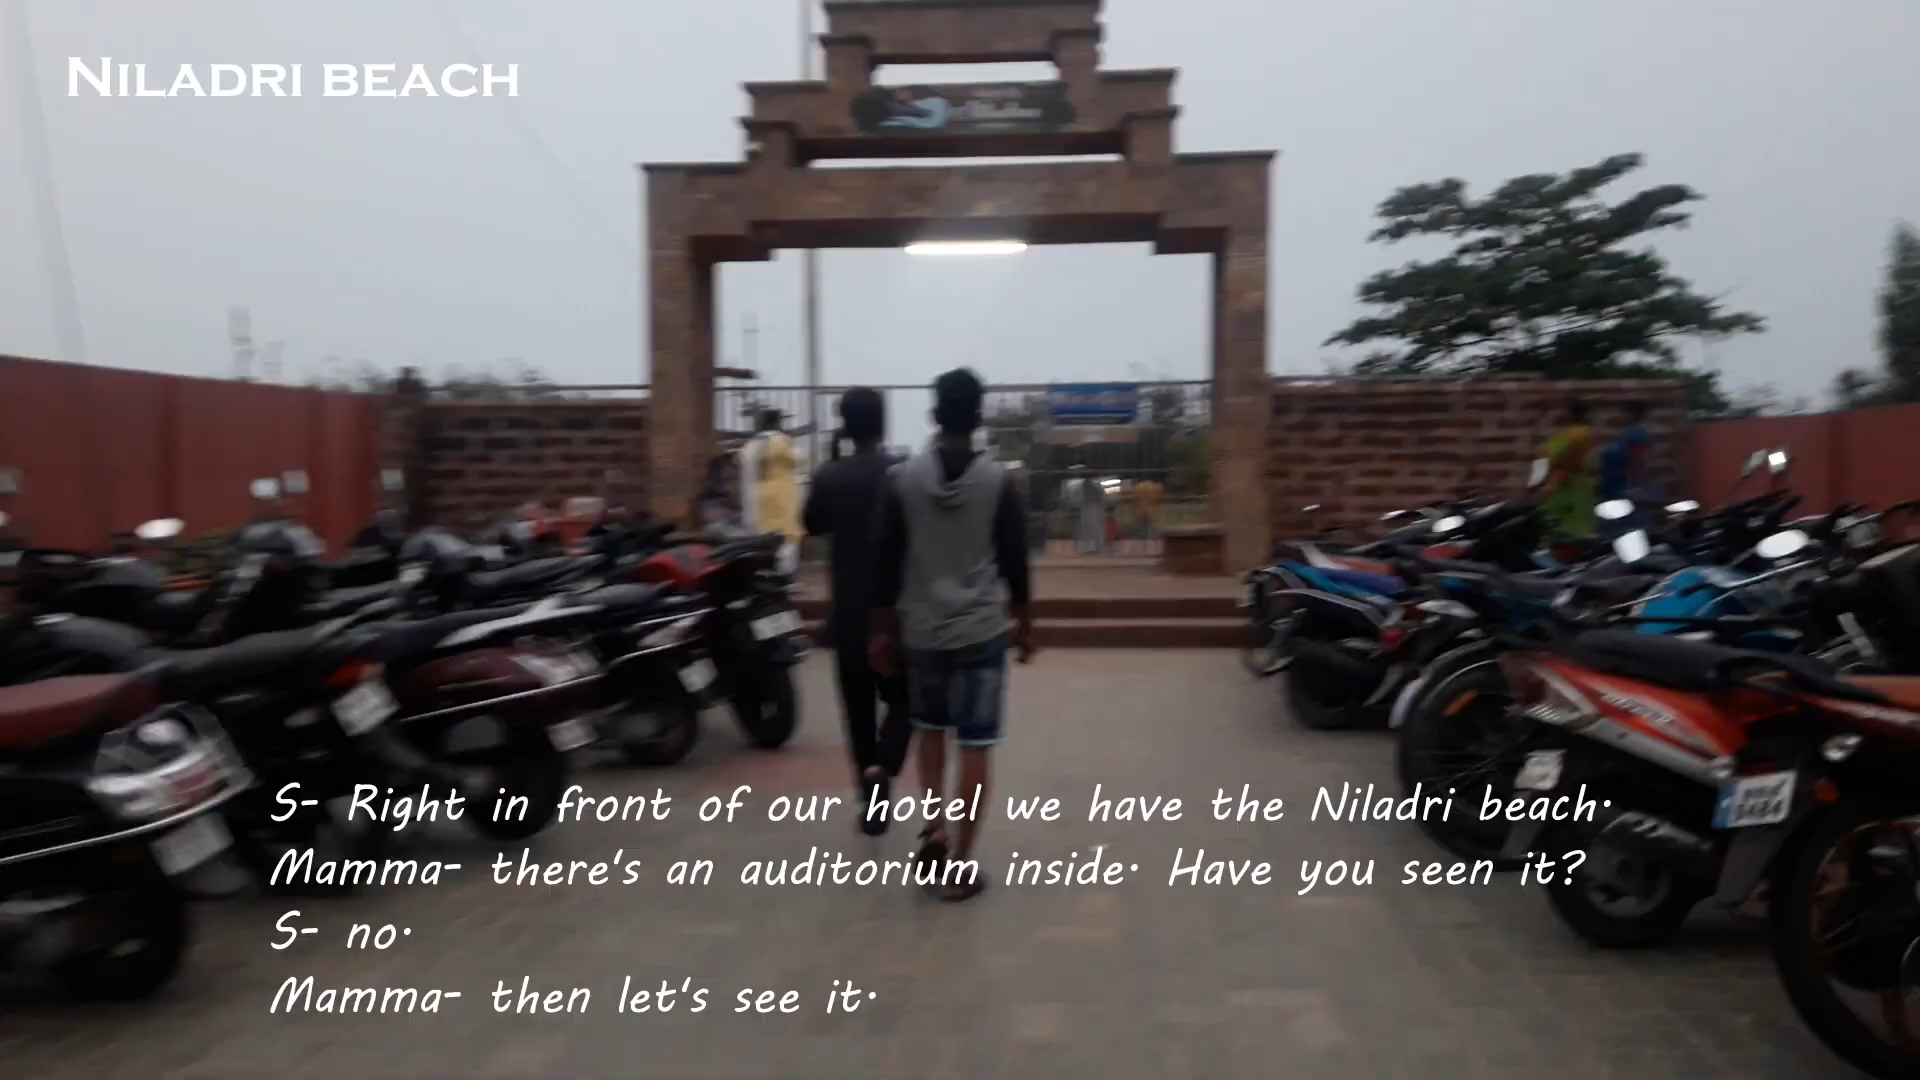 NILADRI BEACH
S- Right in front of our hotel we have the Niladri beach.
Mamma- there's an auditorium inside. Have you seen it?
S- no.
Mamma- then let's see it.